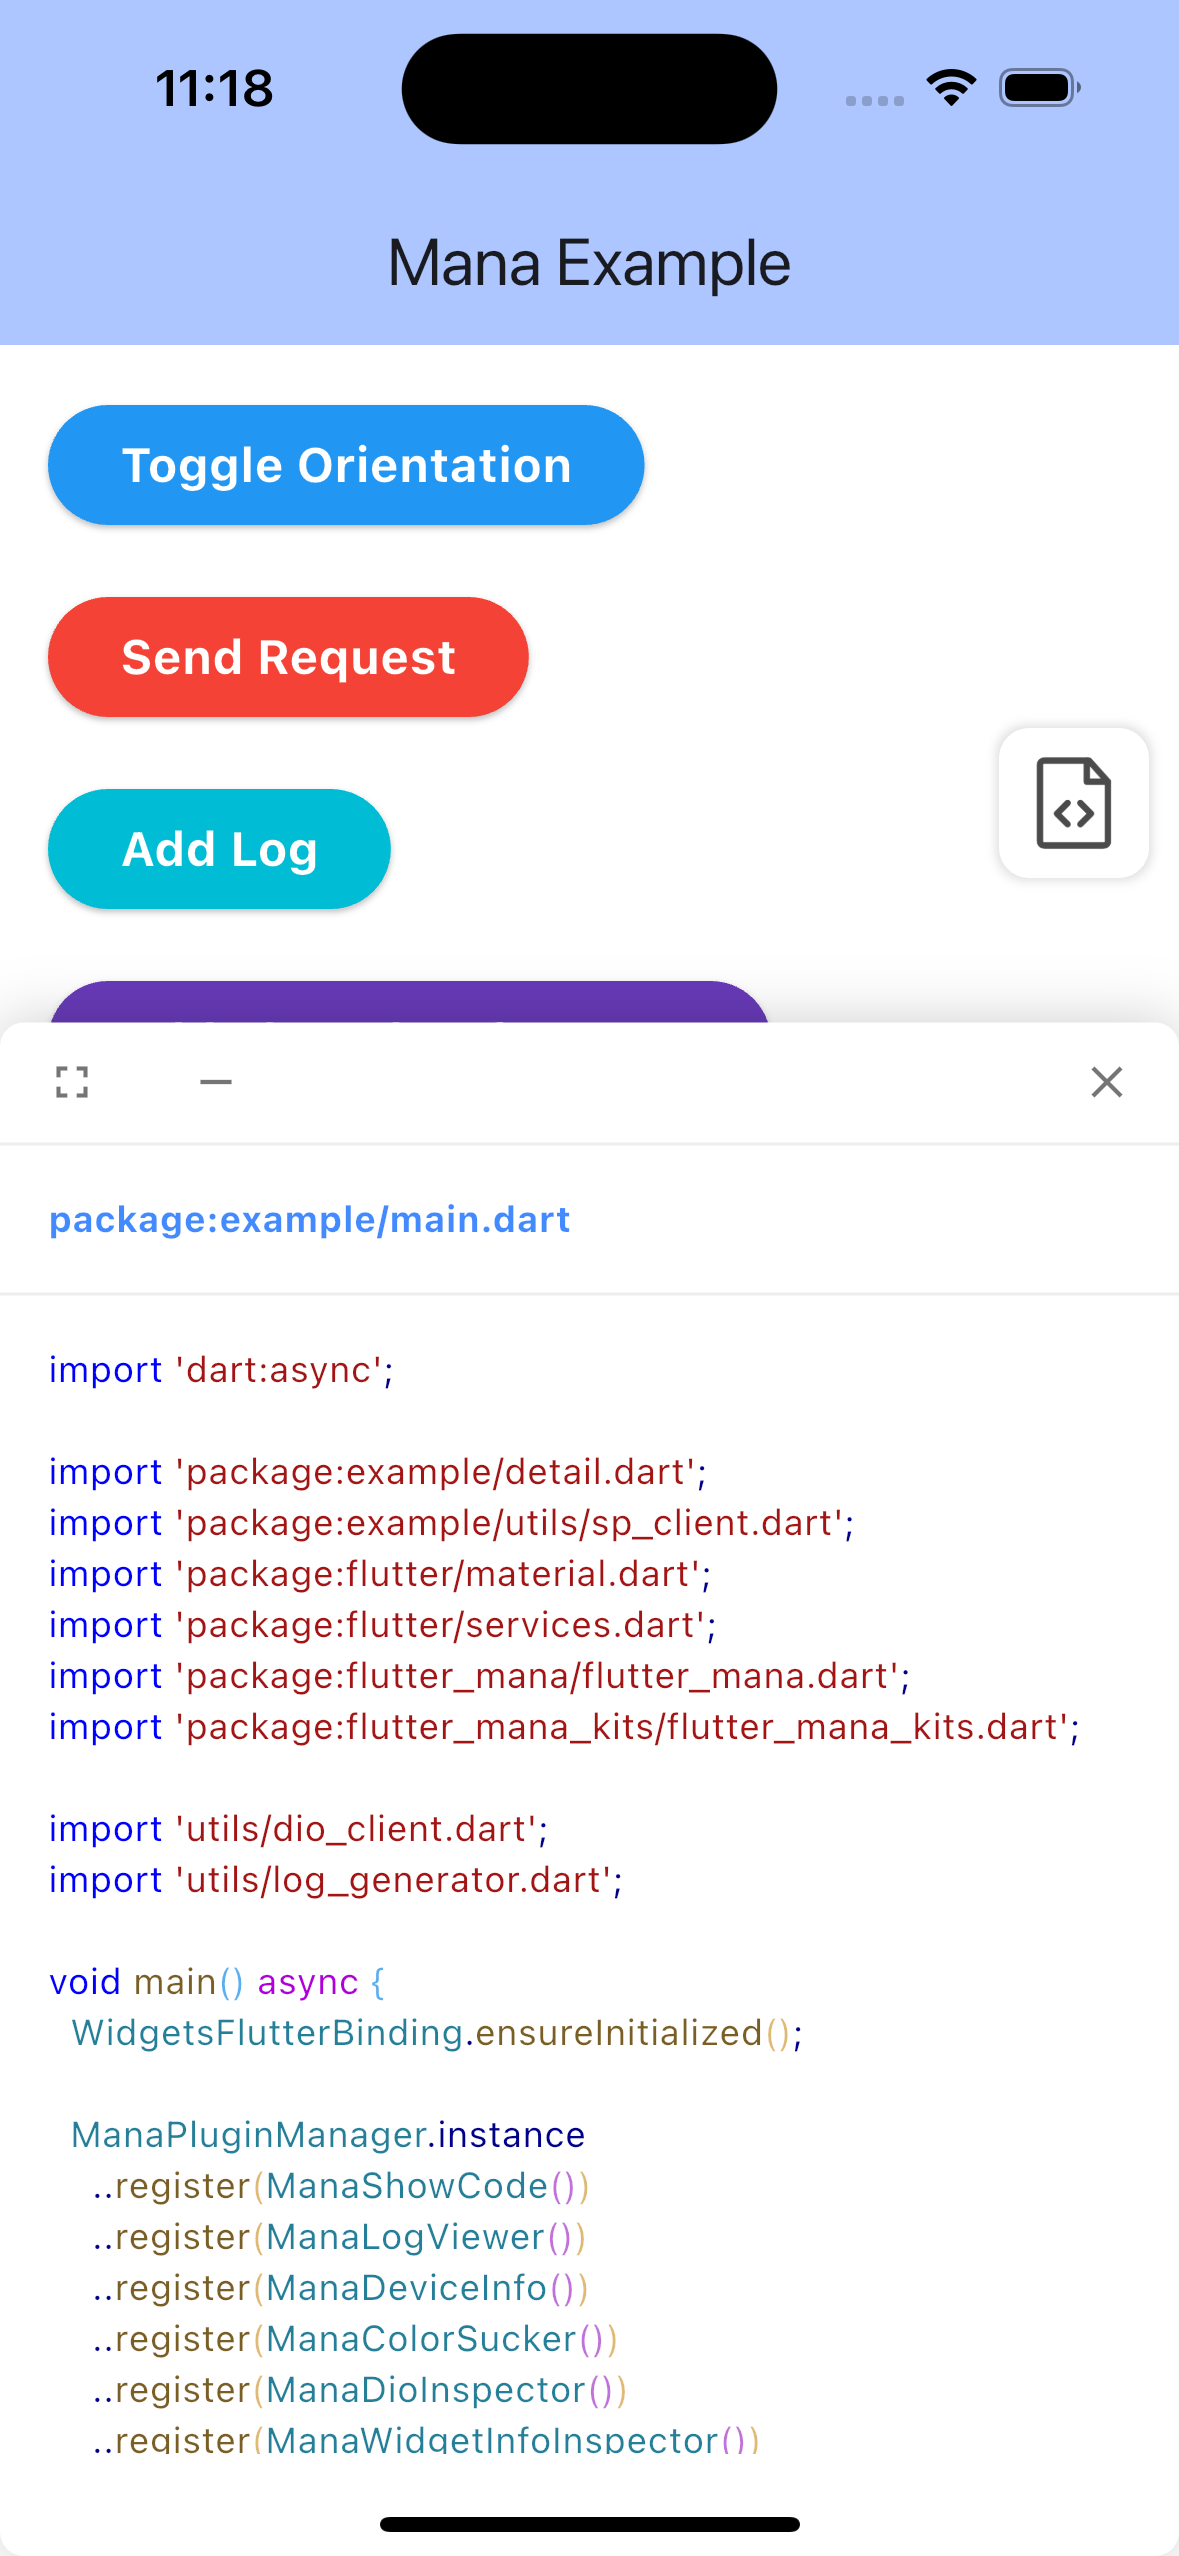 11:18
Mana Example
Toggle Orientation
Send Request
Add Log
package:example/main.dart
import 'dart:async';
import 'package:example/detail.dart';
import 'package:example/utils/sp_client.dart';
import 'package:flutter/material.dart';
import 'package:flutter/services.dart';
import 'package:flutter_mana/flutter_mana.dart';
import 'package:flutter_mana_kits/flutter_mana_kits.dart';
import 'utils/dio_client.dart';
import 'utils/log_generator.dart';
void main() async {
WidgetsFlutterBinding.ensureInitialized();
ManaPluginManager.instance
..register(ManaShowCode())
..register(ManaLogViewer())
..register(ManaDeviceInfo())
..register(ManaColorSucker())
..register(ManaDioInspector())
..register(ManaWidgetInfoInspector())